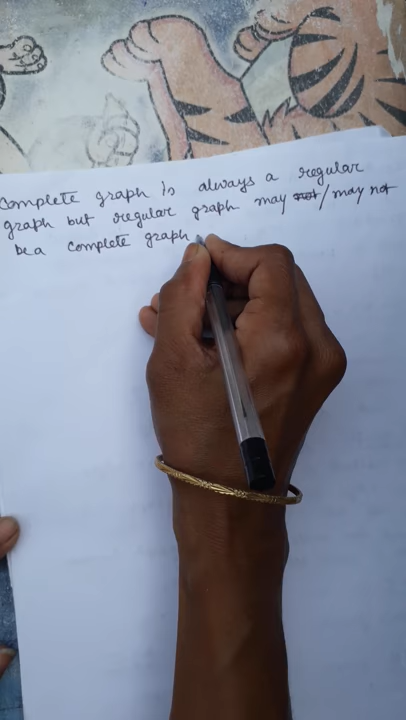 Complete graph is always a regular
graph but regular graph may not/may not
be a complete graph